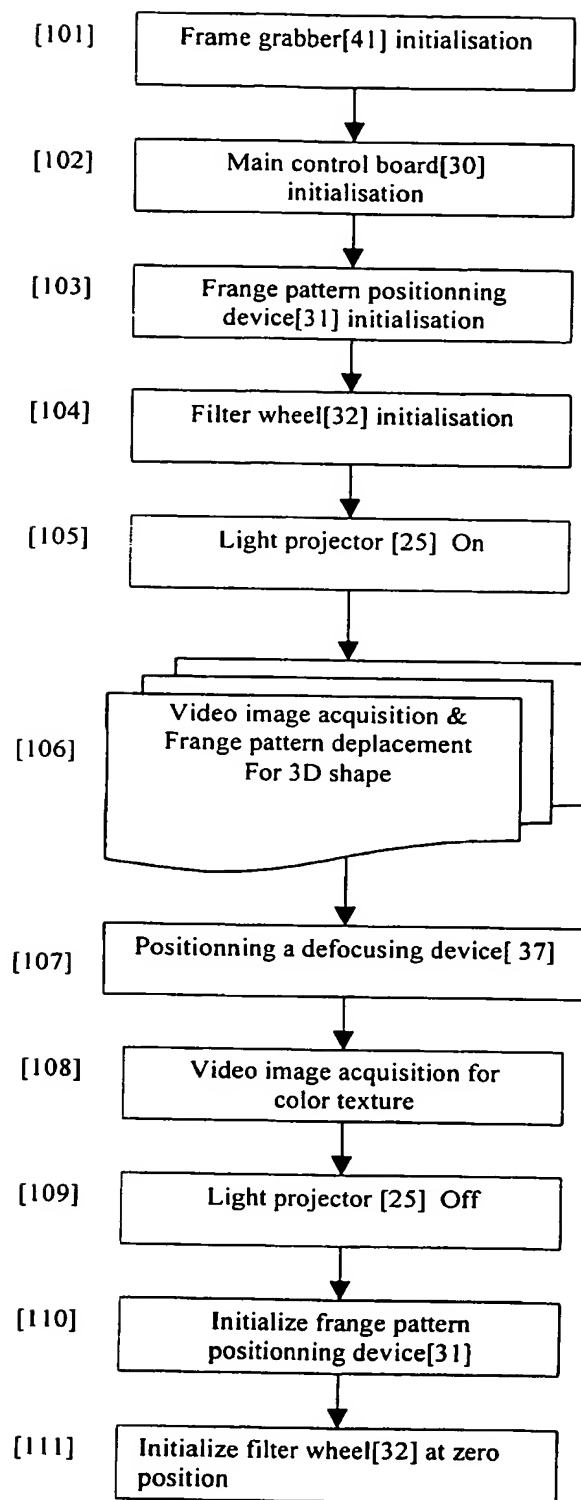 [101] Frame grabber[41] initialisation
[102] Main control board[30]
initialisation
[103] Frange pattern positionning
device[31] initialisation
[104] Filter wheel[32] initialisation
[105] Light projector [25] On
Video image acquisition &
[106] Frange pattern deplacement
For 3D shape
[107] Positionning a defocusing device[ 37]
[108] Video image acquisition for
color texture
[109] Light projector [25] Off
[110] Initialize frange pattern
positionning device[31]
[111] Initialize filter wheel[32] at zero
position